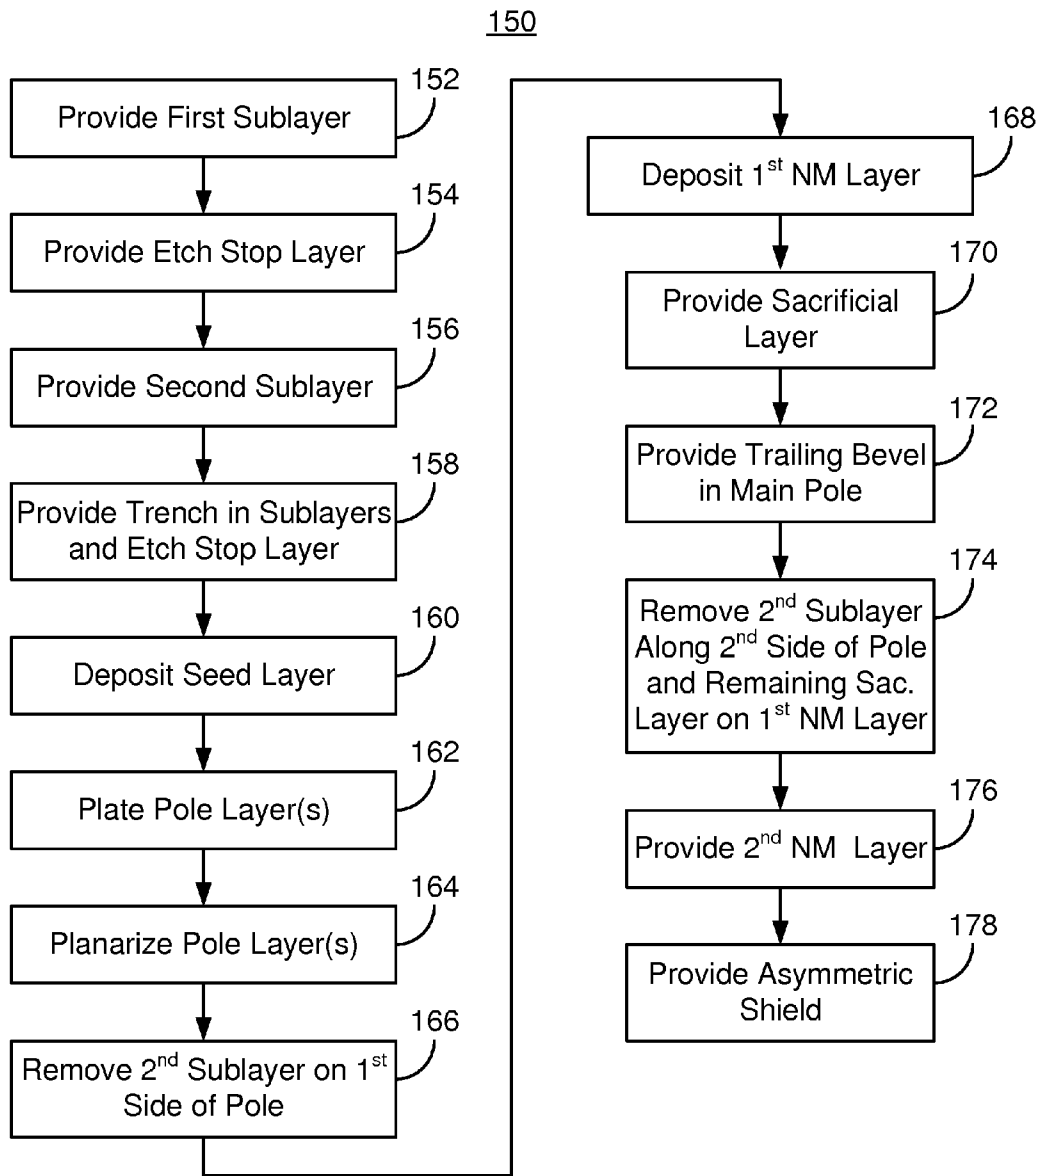 150
152
Provide First Sublayer
154
Provide Etch Stop Layer
156
Provide Second Sublayer
158
Provide Trench in Sublayers
and Etch Stop Layer
160
Deposit Seed Layer
162
Plate Pole Layer(s)
164
Planarize Pole Layer(s)
166
Remove 2nd Sublayer on 1st
Side of Pole
168
Deposit 1st NM Layer
170
Provide Sacrificial
Layer
172
Provide Trailing Bevel
in Main Pole
174
Remove 2nd Sublayer
Along 2nd Side of Pole
and Remaining Sac.
Layer on 1st NM Layer
176
Provide 2nd NM Layer
178
Provide Asymmetric
Shield